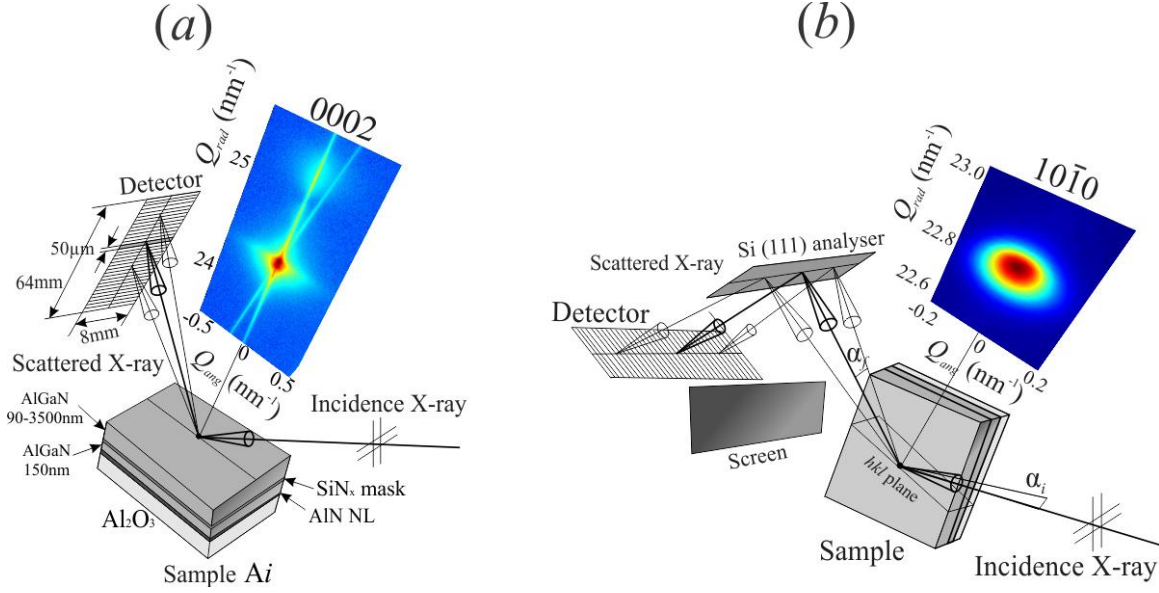 (a)
0002
Q_rad (nm⁻¹)
25
24
-0.5
0
0.5
Q_ang (nm⁻¹)
Detector
50µm
64mm
8mm
Scattered X-ray
Incidence X-ray
AlGaN
90-3500nm
AlGaN
150nm
SiNₓ mask
AlN NL
Al₂O₃
Sample Ai
(b)
101̄0
Q_rad (nm⁻¹)
23.0
22.8
22.6
-0.2
0
0.2
Q_ang (nm⁻¹)
Si (111) analyser
Scattered X-ray
Detector
α_f
Screen
hkl plane
α_i
Sample
Incidence X-ray